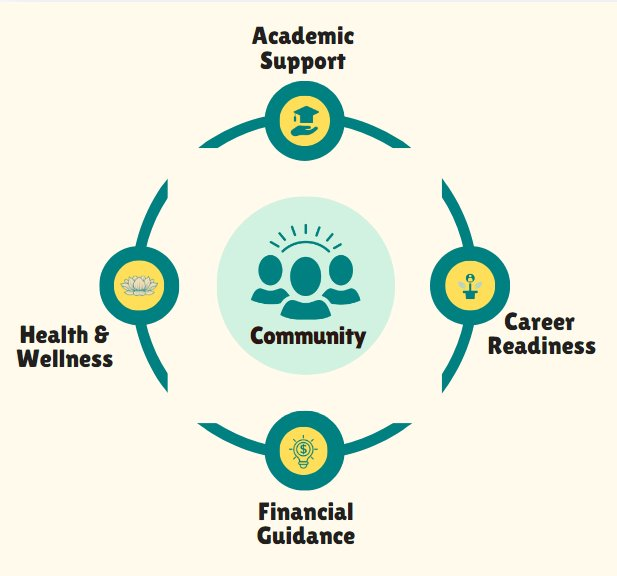 Academic
Support
Community
Health &
Wellness
Career
Readiness
$
Financial
Guidance